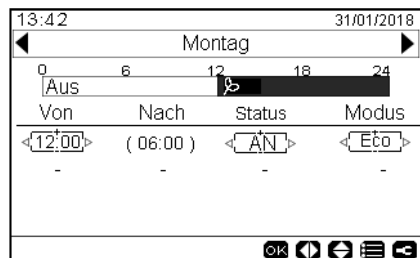 13:42 31/01/2018
Montag
0 6 12 18 24
Aus
Von Nach Status Modus
12:00 ( 06:00 ) AN Eco
- - - -
OK